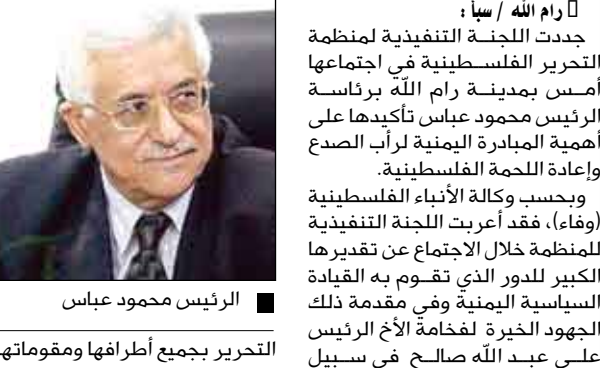 رام الله / سبأ :
جددت اللجنة التنفيذية لمنظمة
التحرير الفلسطينية في اجتماعها
أمس بمدينة رام الله برئاسة
الرئيس محمود عباس تأكيدها على
أهمية المبادرة اليمنية لرأب الصدع
وإعادة اللحمة الفلسطينية.
وبحسب وكالة الأنباء الفلسطينية
(وفاء)، فقد أعربت اللجنة التنفيذية
للمنظمة خلال الاجتماع عن تقديرها
الكبير للدور الذي تقوم به القيادة
السياسية اليمنية وفي مقدمة ذلك
الجهود الخيرة لفخامة الأخ الرئيس
علي عبد الله صالح في سبيل
الرئيس محمود عباس
التحرير بجميع أطرافها ومقوماتها